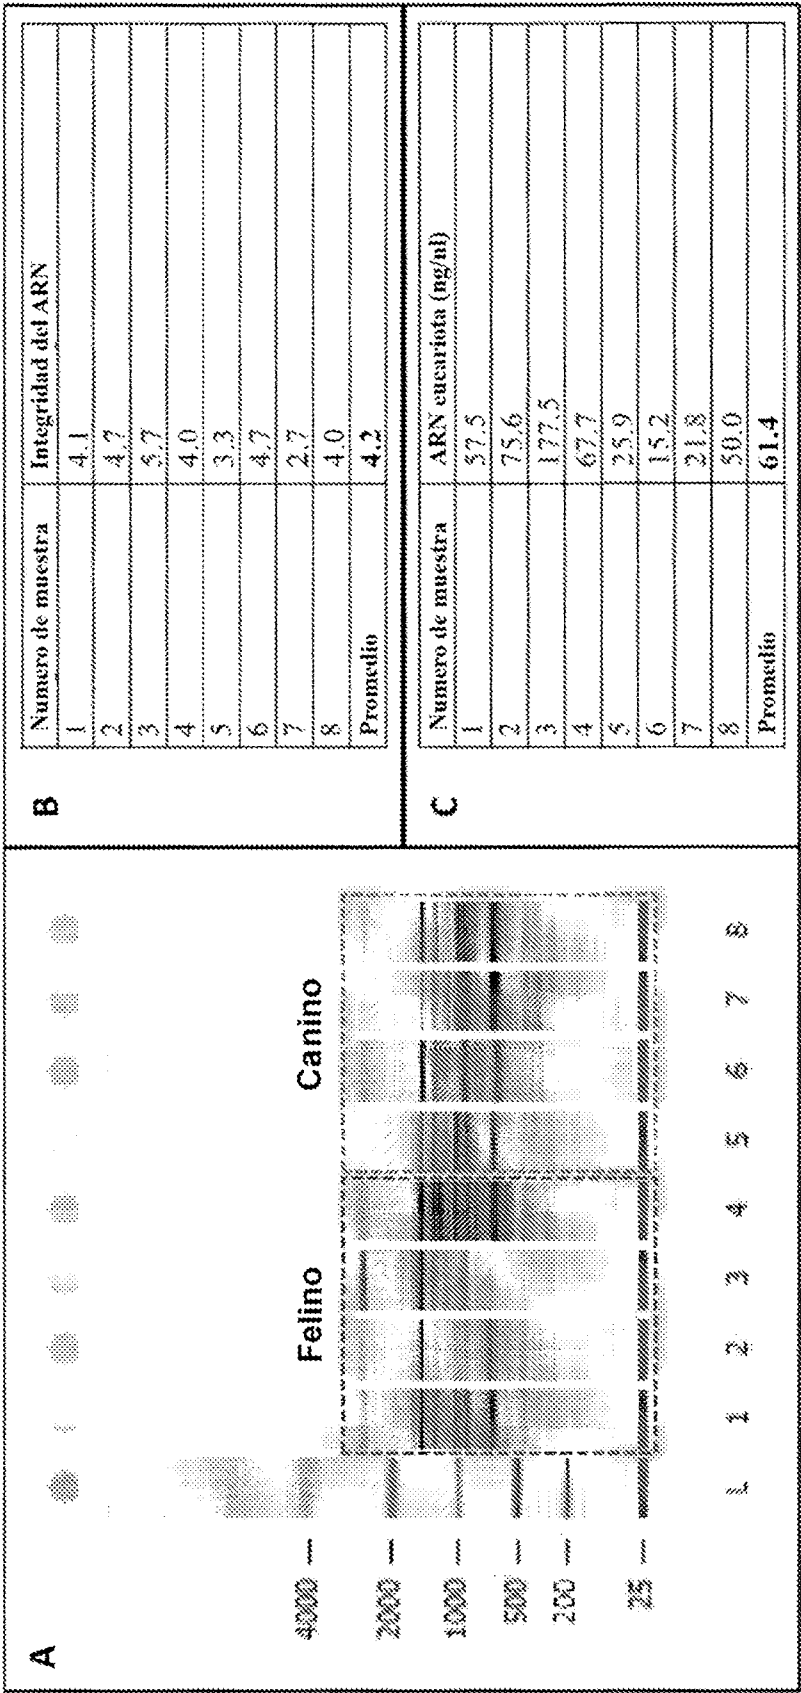 A
Felino
Canino
4000
2000
1000
500
200
25
L 1 2 3 4 5 6 7 8
B
Numero de muestra Integridad del ARN
1 4.1
2 4.7
3 5.7
4 4.0
5 3.3
6 4.7
7 2.7
8 4.0
Promedio 4.2
C
Numero de muestra ARN eucariota (ng/nl)
1 57.5
2 75.6
3 177.5
4 67.7
5 25.9
6 15.2
7 21.8
8 50.0
Promedio 61.4